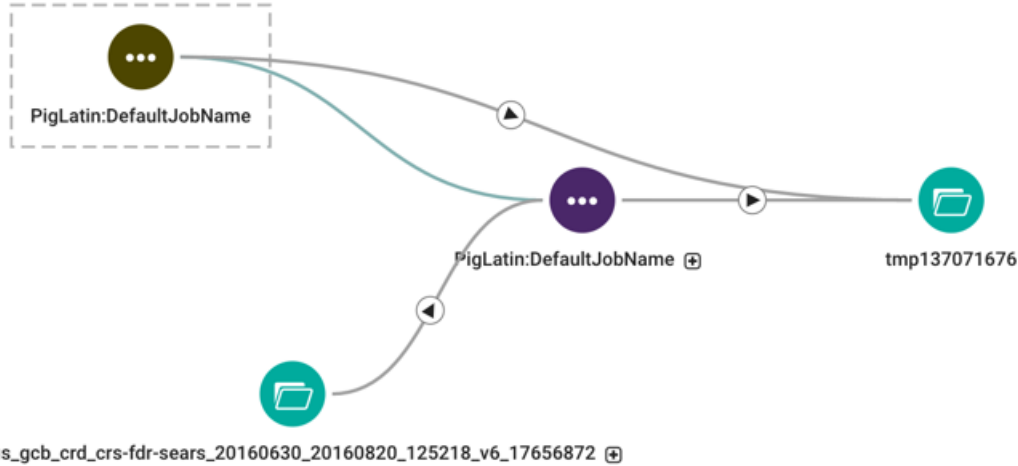 PigLatin:DefaultJobName
PigLatin:DefaultJobName
tmp137071676
s_gcb_crd_crs-fdr-sears_20160630_20160820_125218_v6_17656872